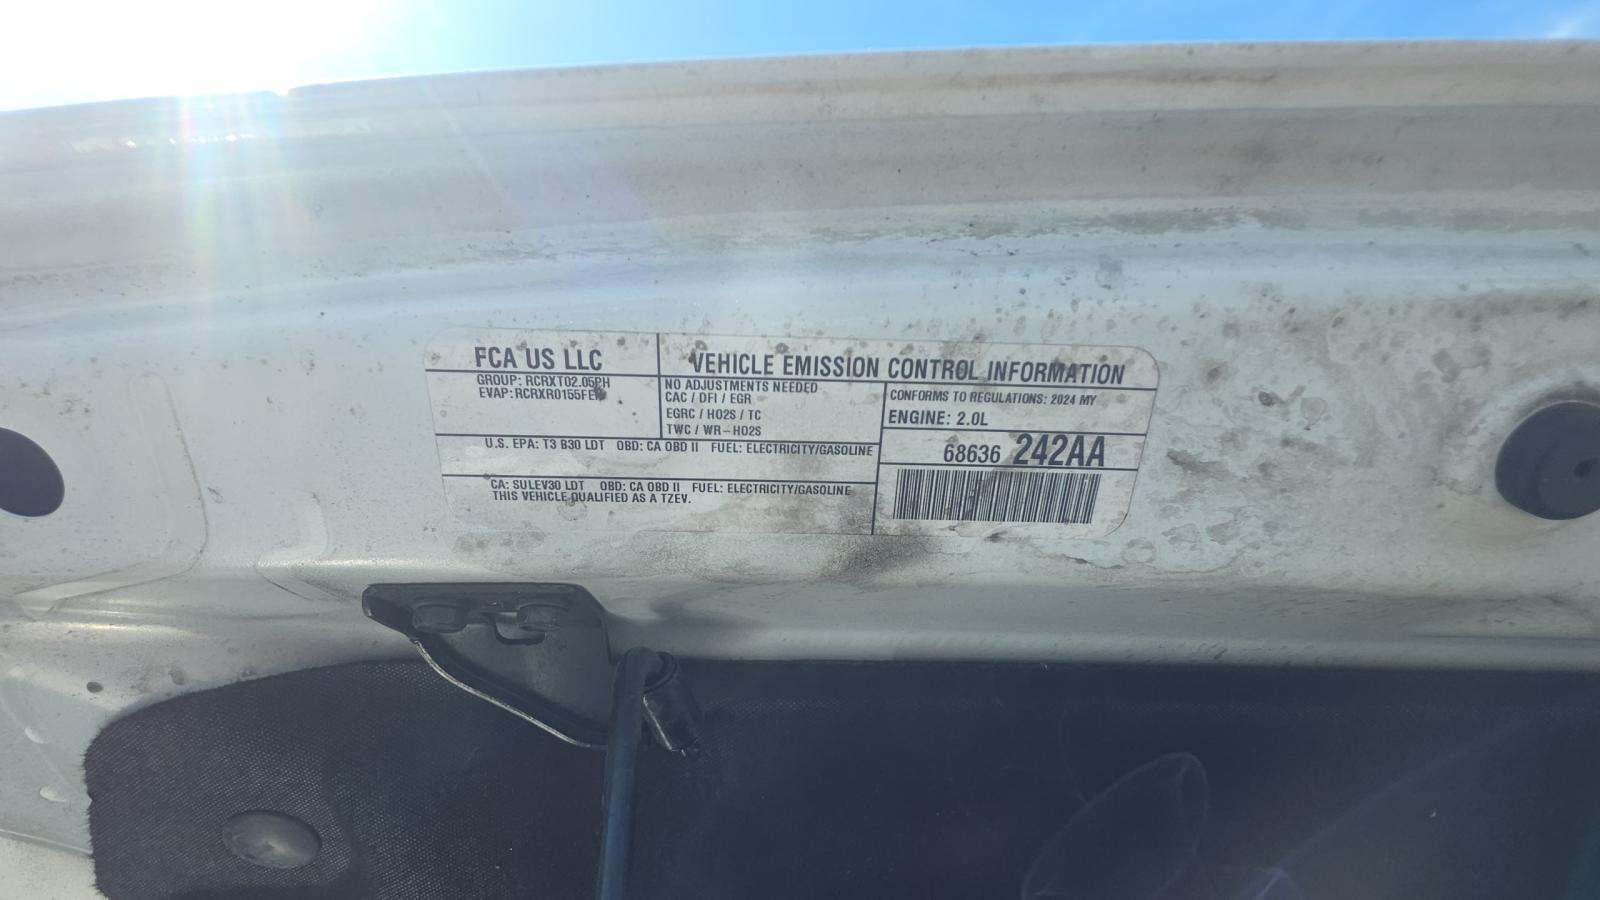 FCA US LLC
VEHICLE EMISSION CONTROL INFORMATION
GROUP: RCRXT02.05PH
EVAP: RCRXR0155FE
NO ADJUSTMENTS NEEDED
CAC / DFI / EGR
EGRC / HO2S / TC
TWC / WR-HO2S
CONFORMS TO REGULATIONS: 2024 MY
ENGINE: 2.0L
68636 242AA
U.S. EPA: T3 B30 LDT OBD: CA OBD II FUEL: ELECTRICITY/GASOLINE
CA: SULEV30 LDT OBD: CA OBD II FUEL: ELECTRICITY/GASOLINE
THIS VEHICLE QUALIFIED AS A TZEV.